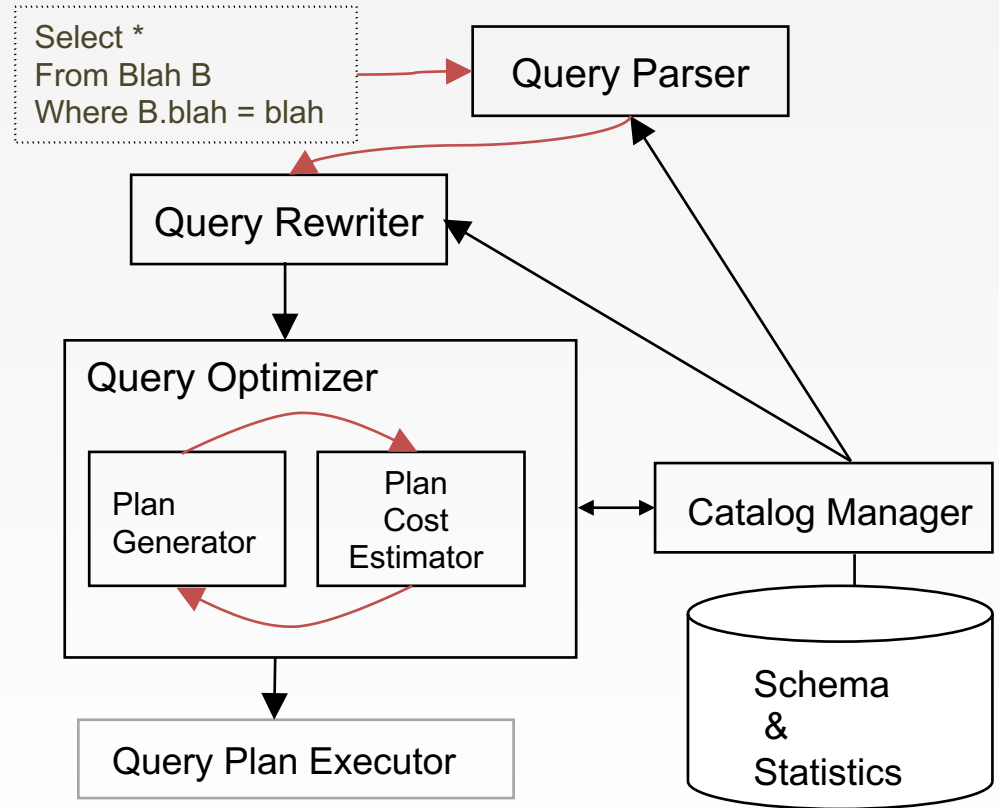 Select *
From Blah B
Where B.blah = blah
Query Parser
Query Rewriter
Query Optimizer
Plan
Generator
Plan
Cost
Estimator
Catalog Manager
Schema
&
Statistics
Query Plan Executor